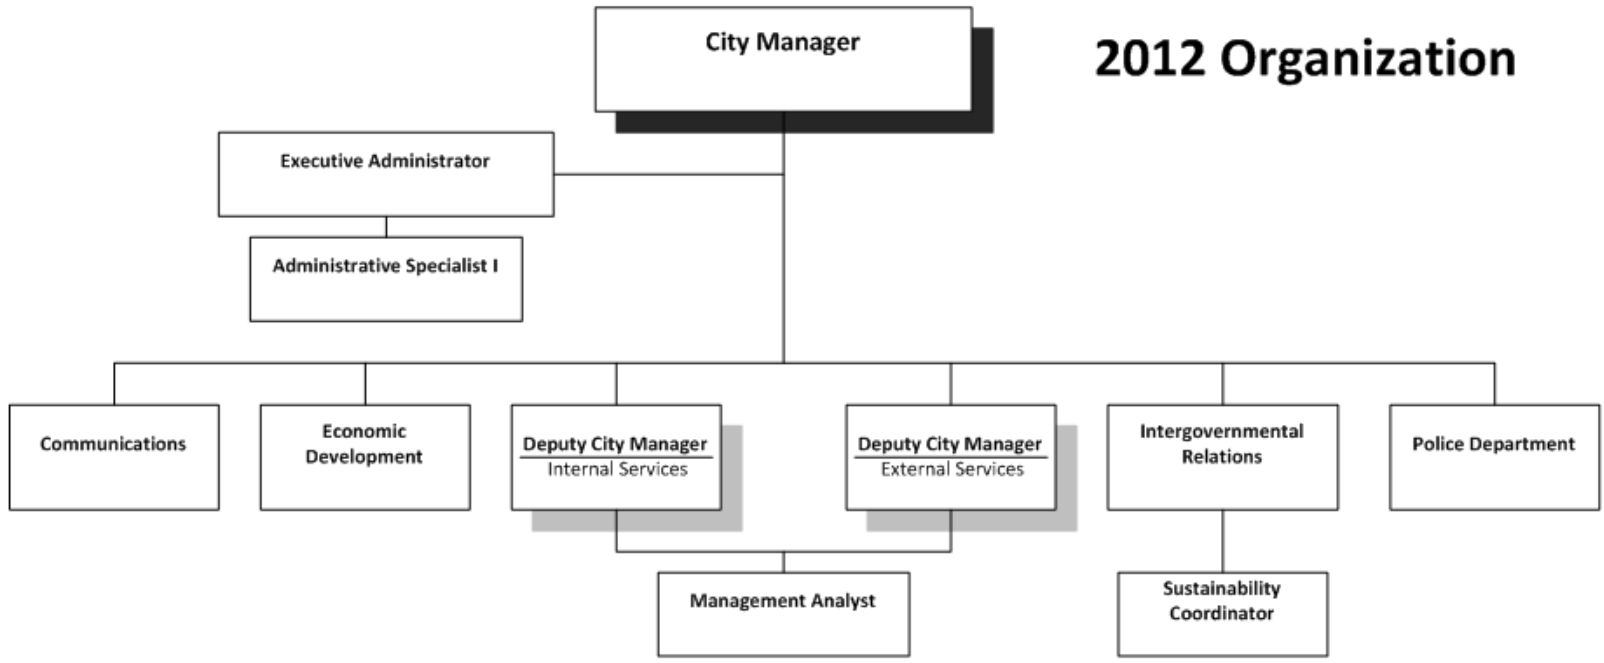 City Manager
2012 Organization
Executive Administrator
Administrative Specialist I
Communications
Economic
Development
Deputy City Manager
Internal Services
Deputy City Manager
External Services
Intergovernmental
Relations
Police Department
Management Analyst
Sustainability
Coordinator